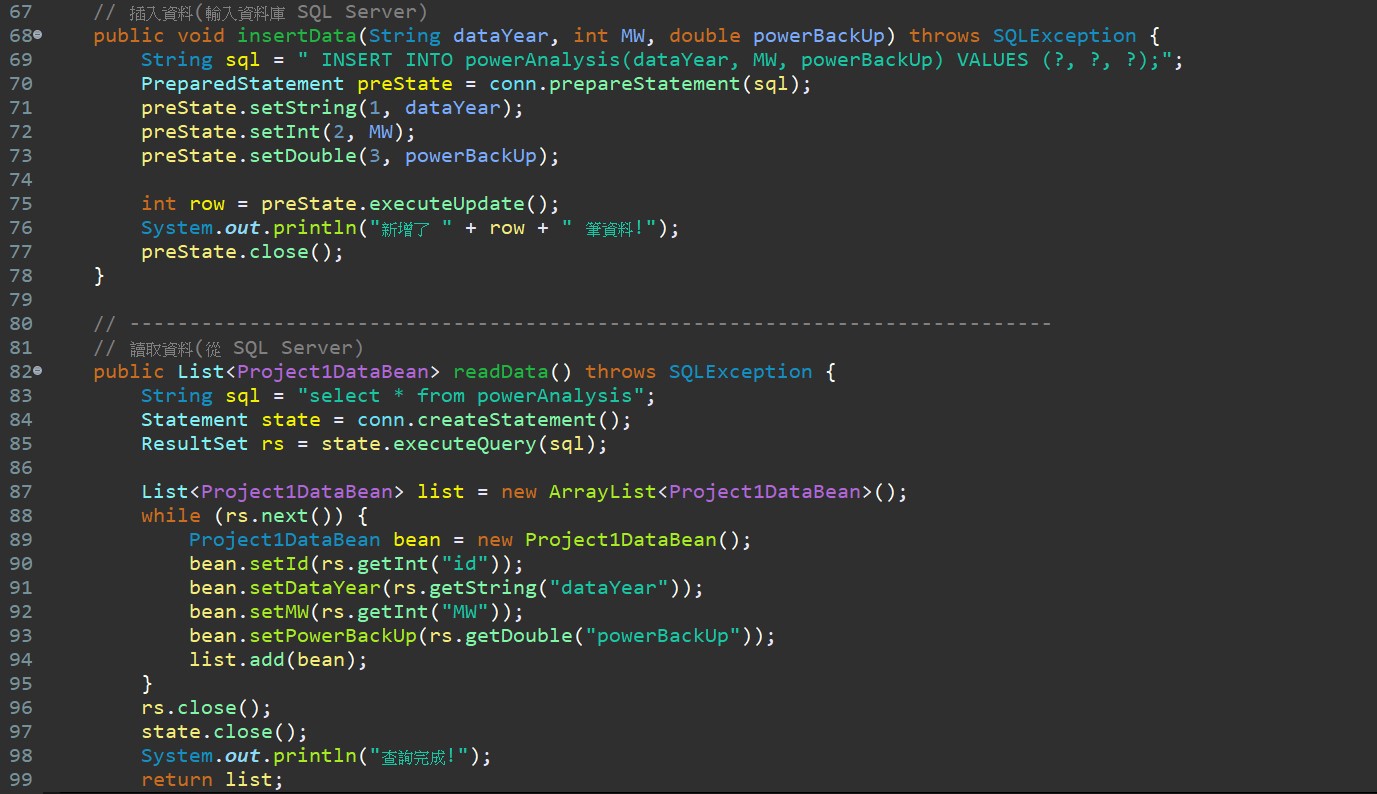 67 // 插入資料(輸入資料庫 SQL Server)
68 public void insertData(String dataYear, int MW, double powerBackUp) throws SQLException {
69 String sql = " INSERT INTO powerAnalysis(dataYear, MW, powerBackUp) VALUES (?, ?, ?);";
70 PreparedStatement preState = conn.prepareStatement(sql);
71 preState.setString(1, dataYear);
72 preState.setInt(2, MW);
73 preState.setDouble(3, powerBackUp);
74
75 int row = preState.executeUpdate();
76 System.out.println("新增了 " + row + " 筆資料!");
77 preState.close();
78 }
79
80 // -----------------------------------------------------------------------------
81 // 讀取資料(從 SQL Server)
82 public List<Project1DataBean> readData() throws SQLException {
83 String sql = "select * from powerAnalysis";
84 Statement state = conn.createStatement();
85 ResultSet rs = state.executeQuery(sql);
86
87 List<Project1DataBean> list = new ArrayList<Project1DataBean>();
88 while (rs.next()) {
89 Project1DataBean bean = new Project1DataBean();
90 bean.setId(rs.getInt("id"));
91 bean.setDataYear(rs.getString("dataYear"));
92 bean.setMW(rs.getInt("MW"));
93 bean.setPowerBackUp(rs.getDouble("powerBackUp"));
94 list.add(bean);
95 }
96 rs.close();
97 state.close();
98 System.out.println("查詢完成!");
99 return list;